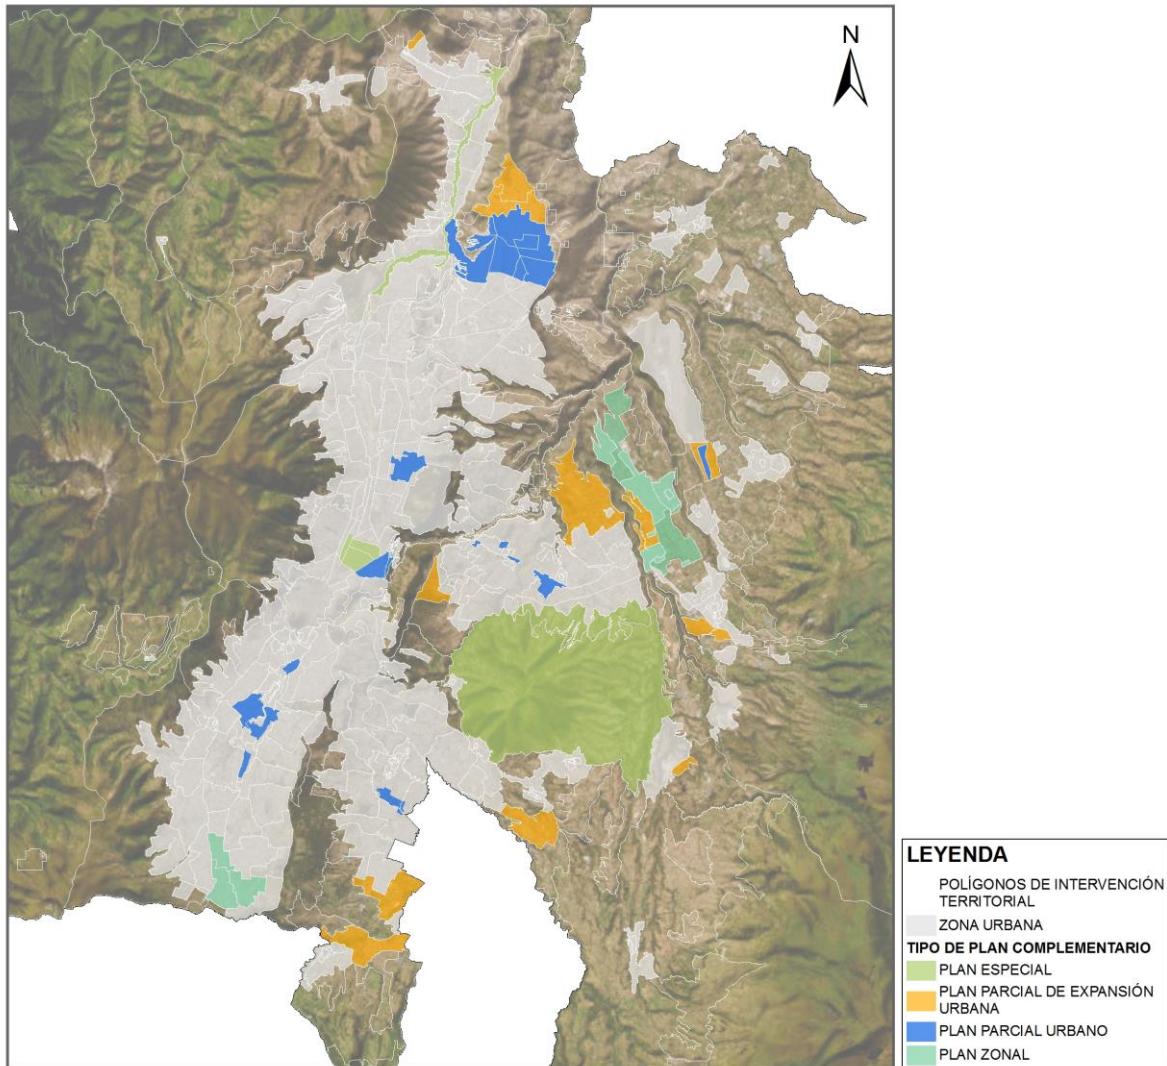 N
LEYENDA
POLÍGONOS DE INTERVENCIÓN
TERRITORIAL
ZONA URBANA
TIPO DE PLAN COMPLEMENTARIO
PLAN ESPECIAL
PLAN PARCIAL DE EXPANSIÓN
URBANA
PLAN PARCIAL URBANO
PLAN ZONAL